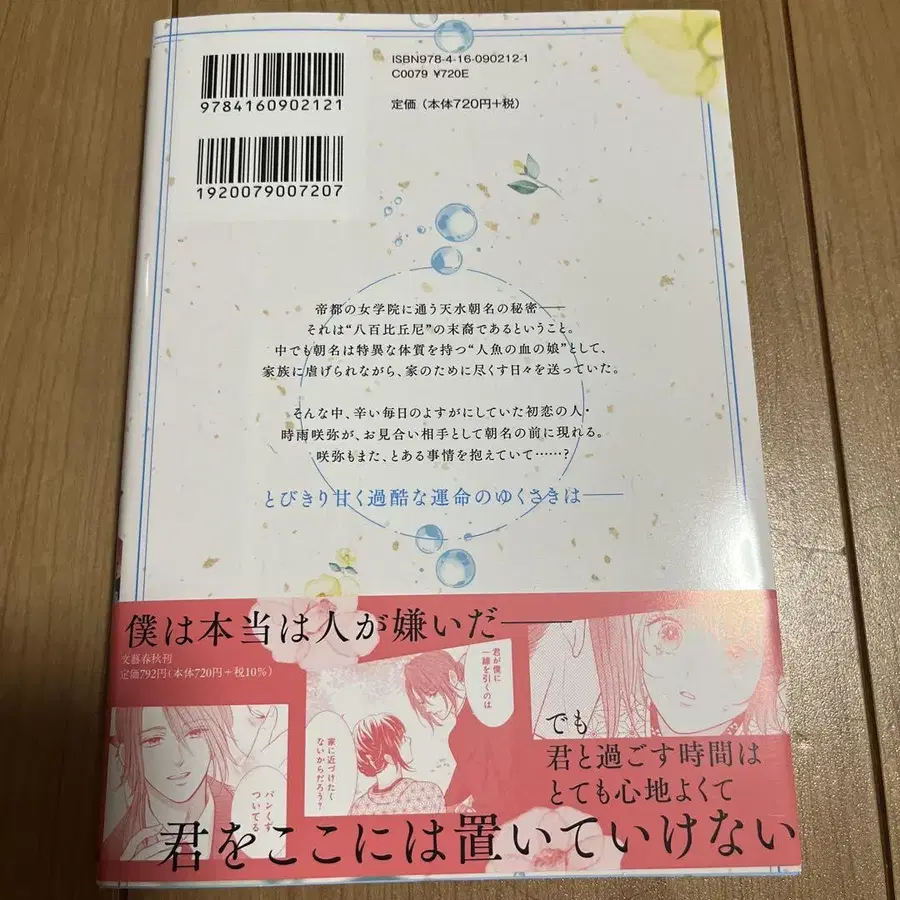 ISBN978-4-16-090212-1
C0079 ¥720E
定価(本体720円+税)
9784160902121
1920079007207
帝都の女学院に通う天水朝名の秘密――
それは“八百比丘尼”の末裔であるということ。
中でも朝名は特異な体質を持つ“人魚の血の娘”として、
家族に虐げられながら、家のために尽くす日々を送っていた。
そんな中、辛い毎日のよすがにしていた初恋の人・
時雨咲弥が、お見合い相手として朝名の前に現れる。
咲弥もまた、とある事情を抱えていて……?
とびきり甘く過酷な運命のゆくさきは――
僕は本当は人が嫌いだ――
文藝春秋刊
定価792円(本体720円+税10%)
君が僕に
一線を引くのは
家に近づけたく
ないからだろう?
パンくず
ついてる
でも
君と過ごす時間は
とても心地よくて
君をここには置いていけない